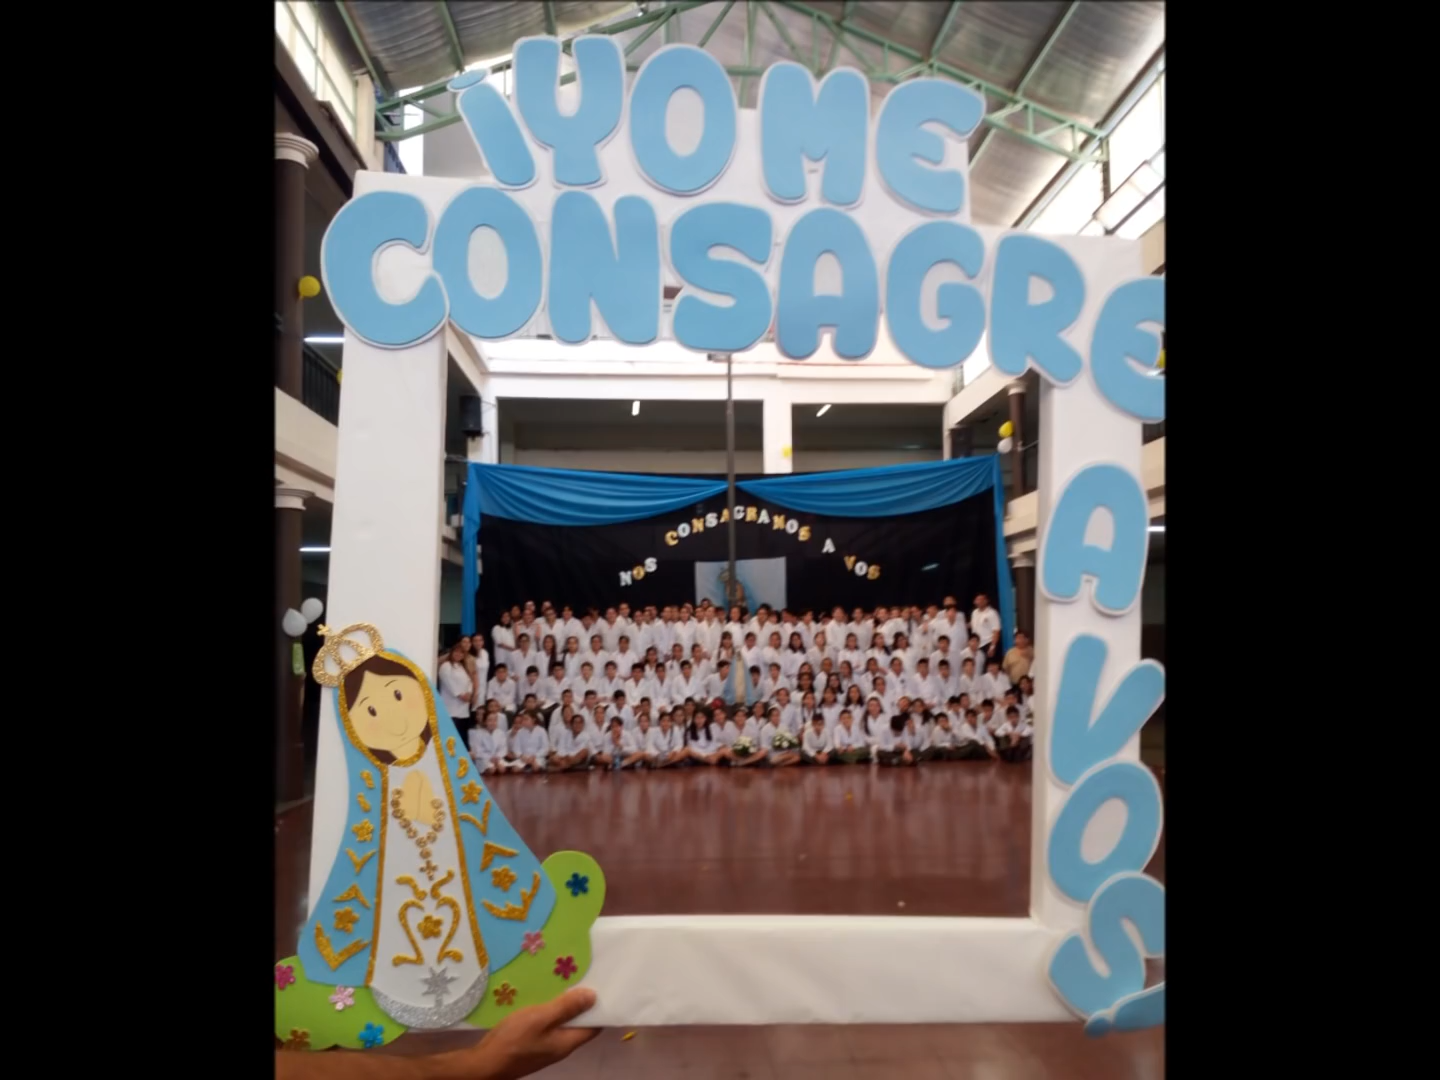 ¡YO ME
CONSAGRE
A
VOS!
NOS CONSAGRAMOS A VOS